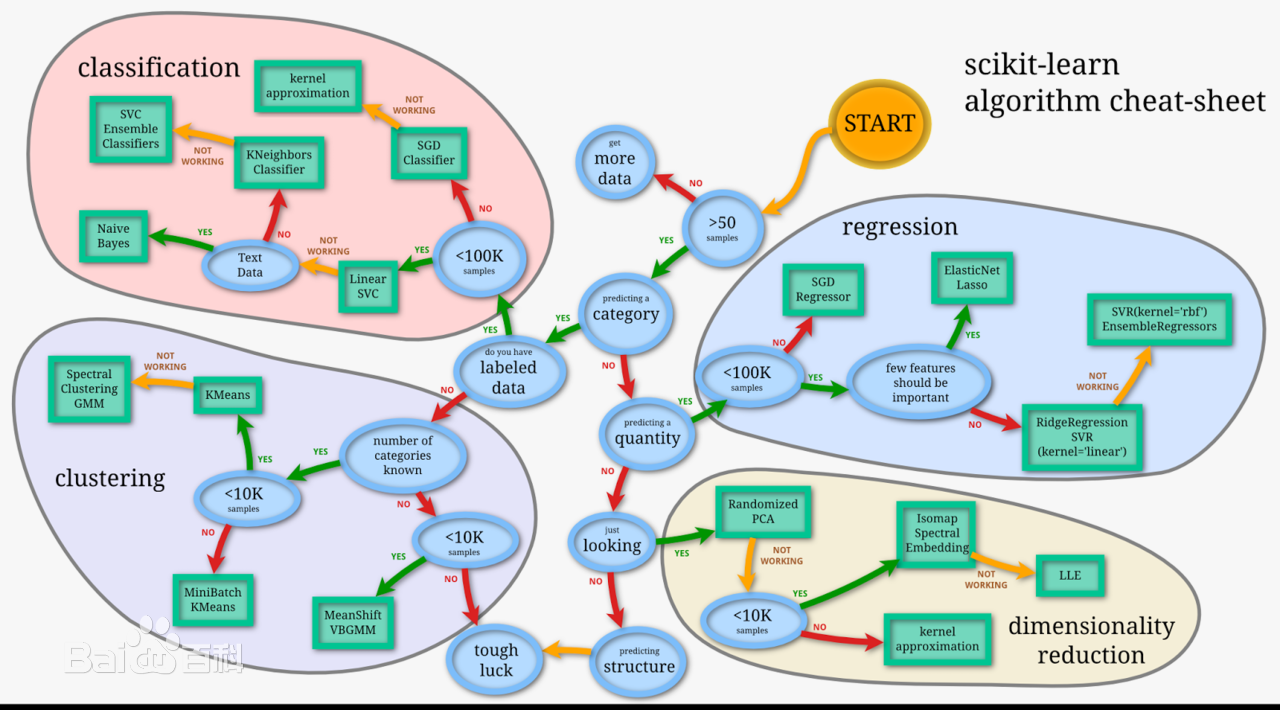 scikit-learn
algorithm cheat-sheet
START
classification
kernel
approximation
NOT
WORKING
SVC
Ensemble
Classifiers
NOT
WORKING
KNeighbors
Classifier
SGD
Classifier
NO
Naive
Bayes
YES
Text
Data
NO
NOT
WORKING
Linear
SVC
YES
<100K
samples
YES
get
more
data
NO
>50
samples
YES
predicting a
category
YES
do you have
labeled
data
NO
NO
predicting a
quantity
YES
NO
just
looking
YES
NO
predicting
structure
tough
luck
regression
SGD
Regressor
NO
<100K
samples
YES
ElasticNet
Lasso
YES
few features
should be
important
NO
SVR(kernel='rbf')
EnsembleRegressors
NOT
WORKING
RidgeRegression
SVR
(kernel='linear')
clustering
Spectral
Clustering
GMM
NOT
WORKING
KMeans
YES
<10K
samples
NO
MiniBatch
KMeans
YES
number of
categories
known
NO
<10K
samples
YES
NO
MeanShift
VBGMM
dimensionality
reduction
Randomized
PCA
NOT
WORKING
<10K
samples
YES
NO
kernel
approximation
Isomap
Spectral
Embedding
NOT
WORKING
LLE
Bai百科